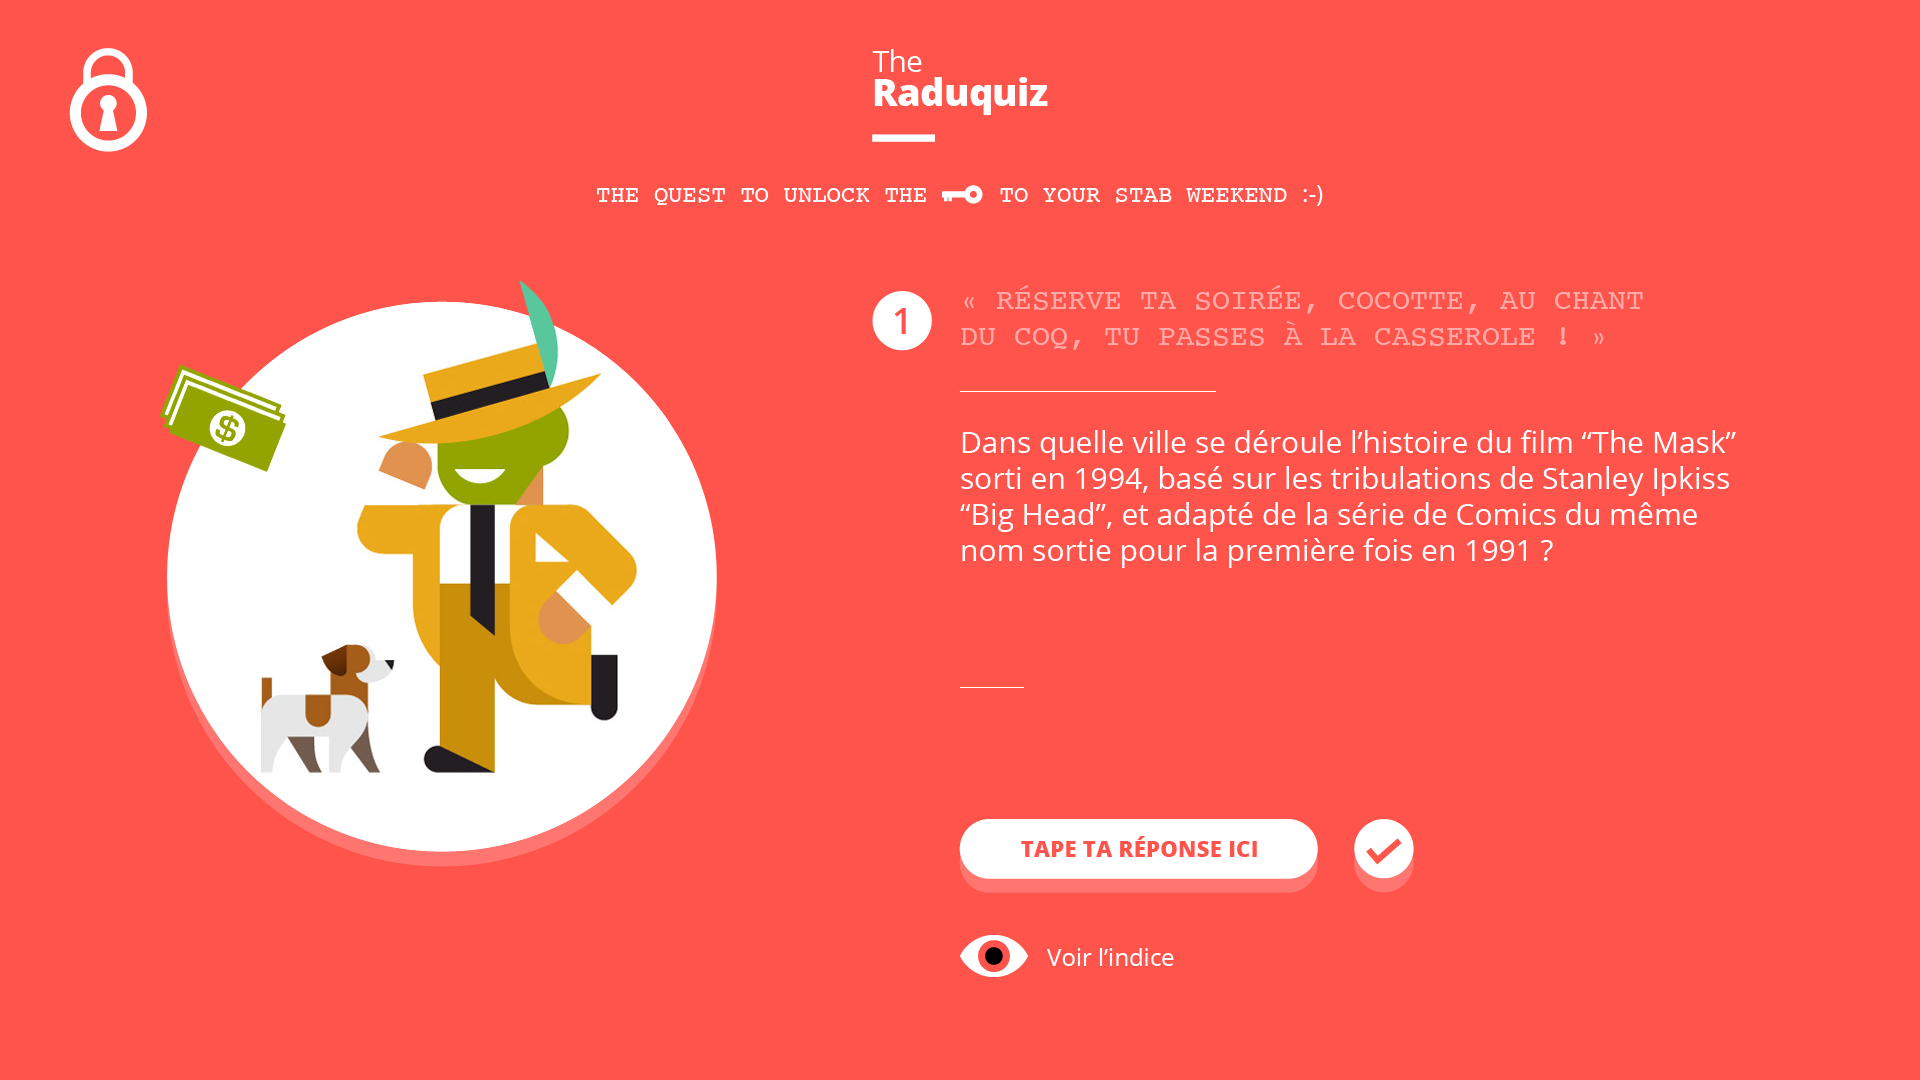 The
Raduquiz
THE QUEST TO UNLOCK THE TO YOUR STAB WEEKEND :-)
1
« RÉSERVE TA SOIRÉE, COCOTTE, AU CHANT
DU COQ, TU PASSES À LA CASSEROLE ! »
Dans quelle ville se déroule l’histoire du film “The Mask”
sorti en 1994, basé sur les tribulations de Stanley Ipkiss
“Big Head”, et adapté de la série de Comics du même
nom sortie pour la première fois en 1991 ?
$
TAPE TA RÉPONSE ICI
Voir l’indice